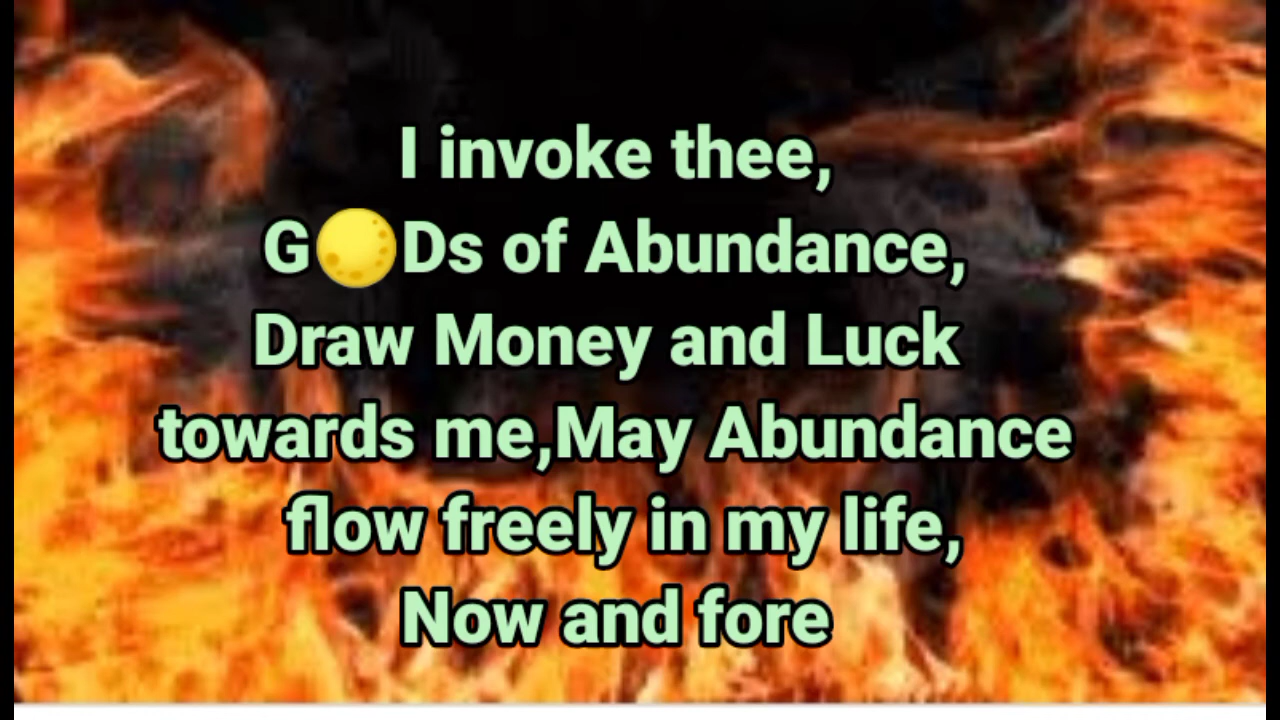 I invoke thee,
G🌕Ds of Abundance,
Draw Money and Luck
towards me,May Abundance
flow freely in my life,
Now and fore